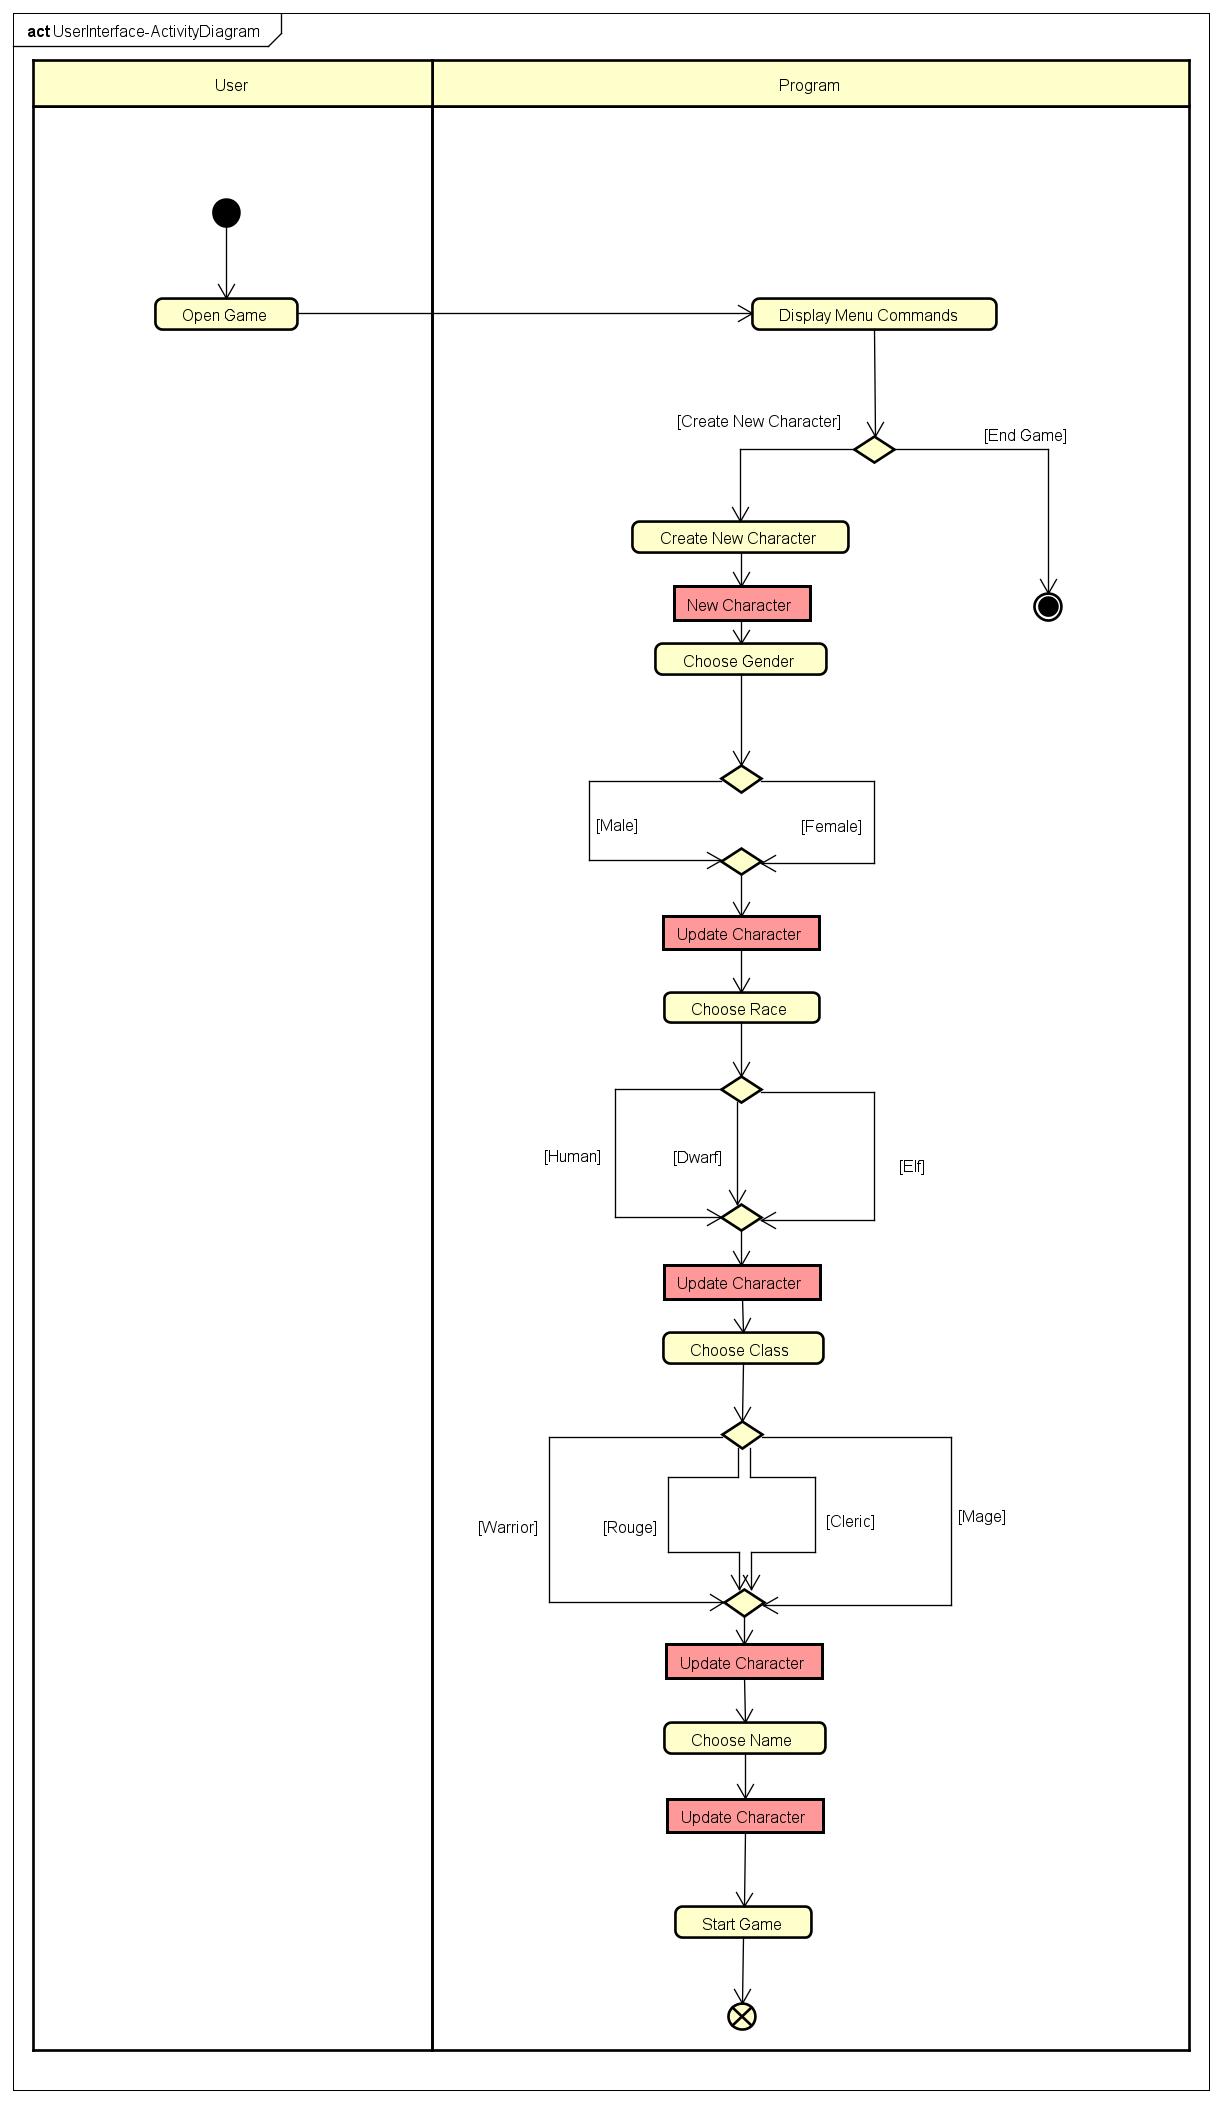 act UserInterface-ActivityDiagram
User
Program
Open Game
Display Menu Commands
[Create New Character]
[End Game]
Create New Character
New Character
Choose Gender
[Male]
[Female]
Update Character
Choose Race
[Human]
[Dwarf]
[Elf]
Update Character
Choose Class
[Warrior]
[Rouge]
[Cleric]
[Mage]
Update Character
Choose Name
Update Character
Start Game